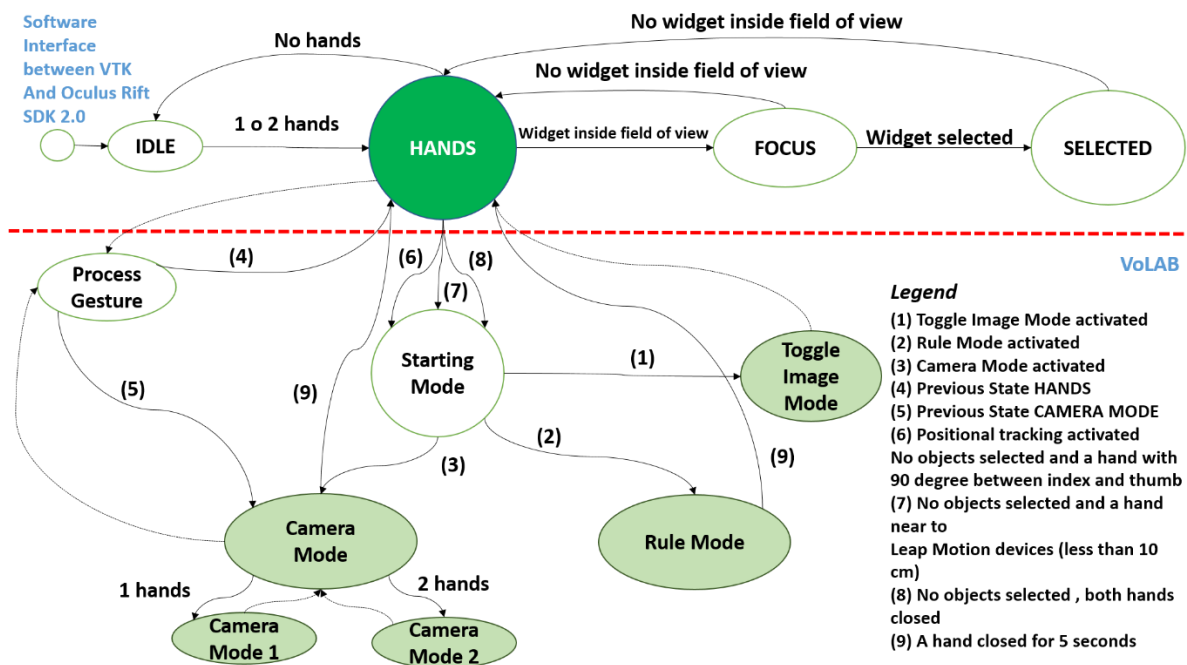 Software
Interface
between VTK
And Oculus Rift
SDK 2.0
No hands
No widget inside field of view
No widget inside field of view
1 o 2 hands
IDLE
HANDS
Widget inside field of view
FOCUS
Widget selected
SELECTED
VoLAB
Process
Gesture
(4)
(6)
(8)
(7)
Starting
Mode
(1)
Toggle
Image
Mode
(5)
(9)
(2)
(3)
(9)
Camera
Mode
Rule Mode
1 hands
2 hands
Camera
Mode 1
Camera
Mode 2
Legend
(1) Toggle Image Mode activated
(2) Rule Mode activated
(3) Camera Mode activated
(4) Previous State HANDS
(5) Previous State CAMERA MODE
(6) Positional tracking activated
No objects selected and a hand with
90 degree between index and thumb
(7) No objects selected and a hand
near to
Leap Motion devices (less than 10
cm)
(8) No objects selected , both hands
closed
(9) A hand closed for 5 seconds